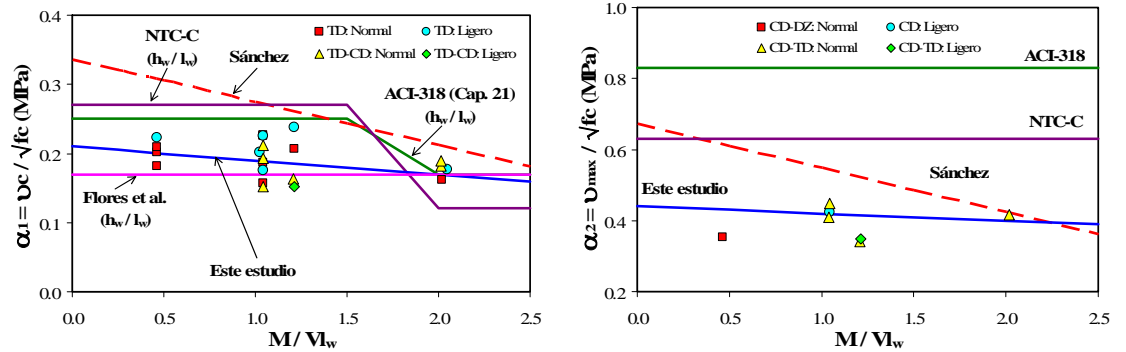 0.4
0.3
0.2
0.1
0.0
0.0
0.5
1.0
1.5
2.0
2.5
α₁= υc / √fc (MPa)
M / Vlw
NTC-C
(hw / lw)
Sánchez
TD: Normal
TD: Ligero
TD-CD: Normal
TD-CD: Ligero
ACI-318 (Cap. 21)
(hw / lw)
Flores et al.
(hw / lw)
Este estudio
1.0
0.8
0.6
0.4
0.2
0.0
0.5
1.0
1.5
2.0
2.5
α₂= υmax / √fc (MPa)
M / Vlw
CD-DZ: Normal
CD: Ligero
CD-TD: Normal
CD-TD: Ligero
ACI-318
NTC-C
Sánchez
Este estudio